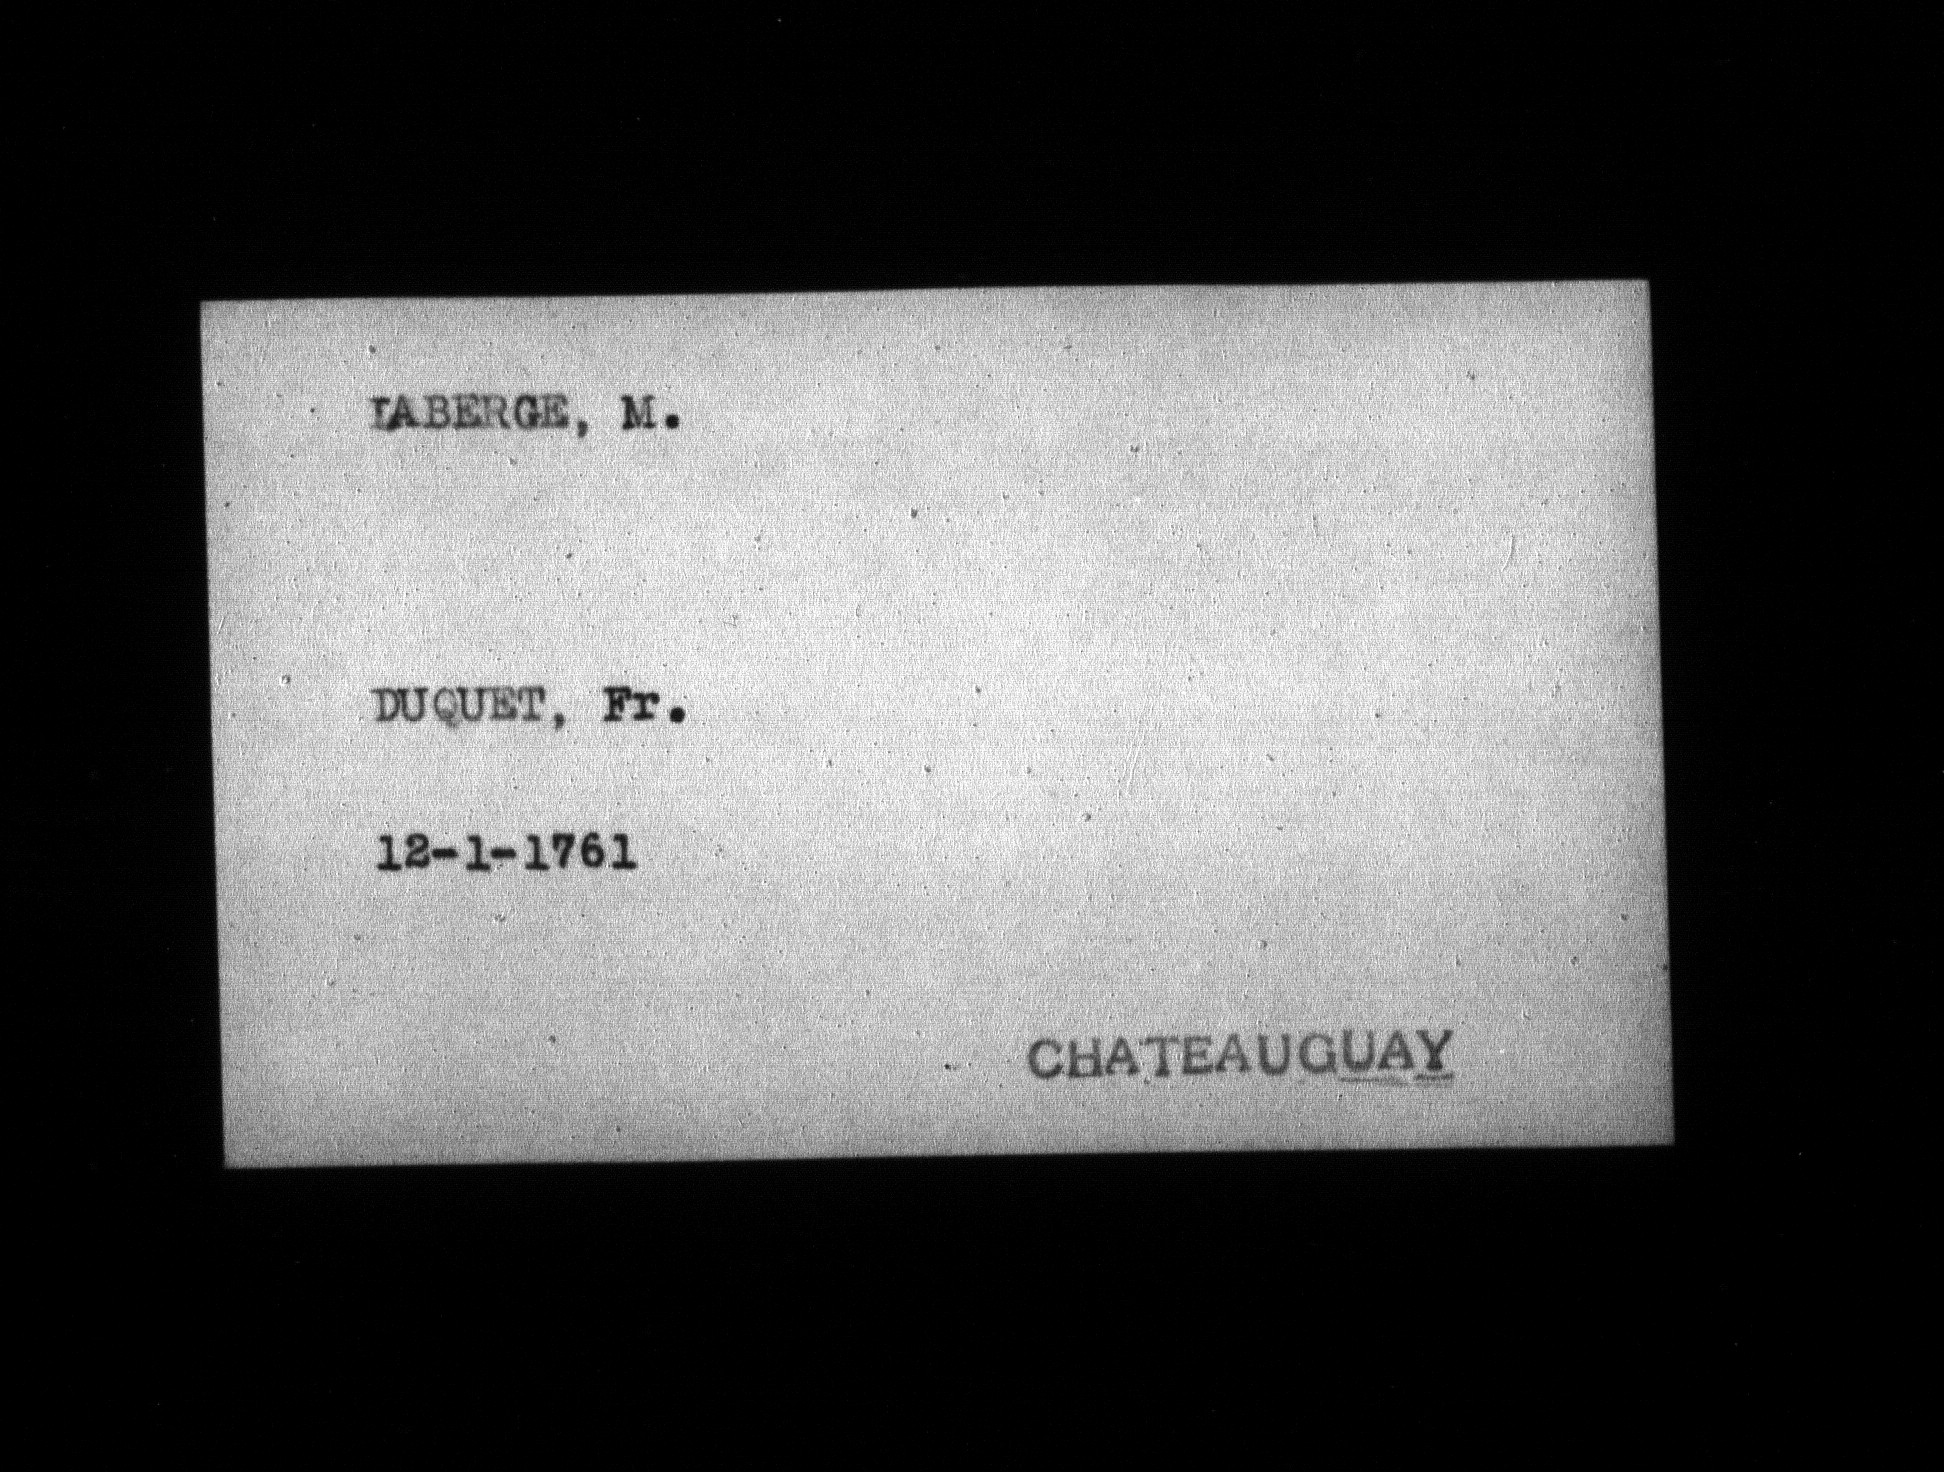 LABERGE, M.
DUQUET, Fr.
12-1-1761
CHATEAUGUAY